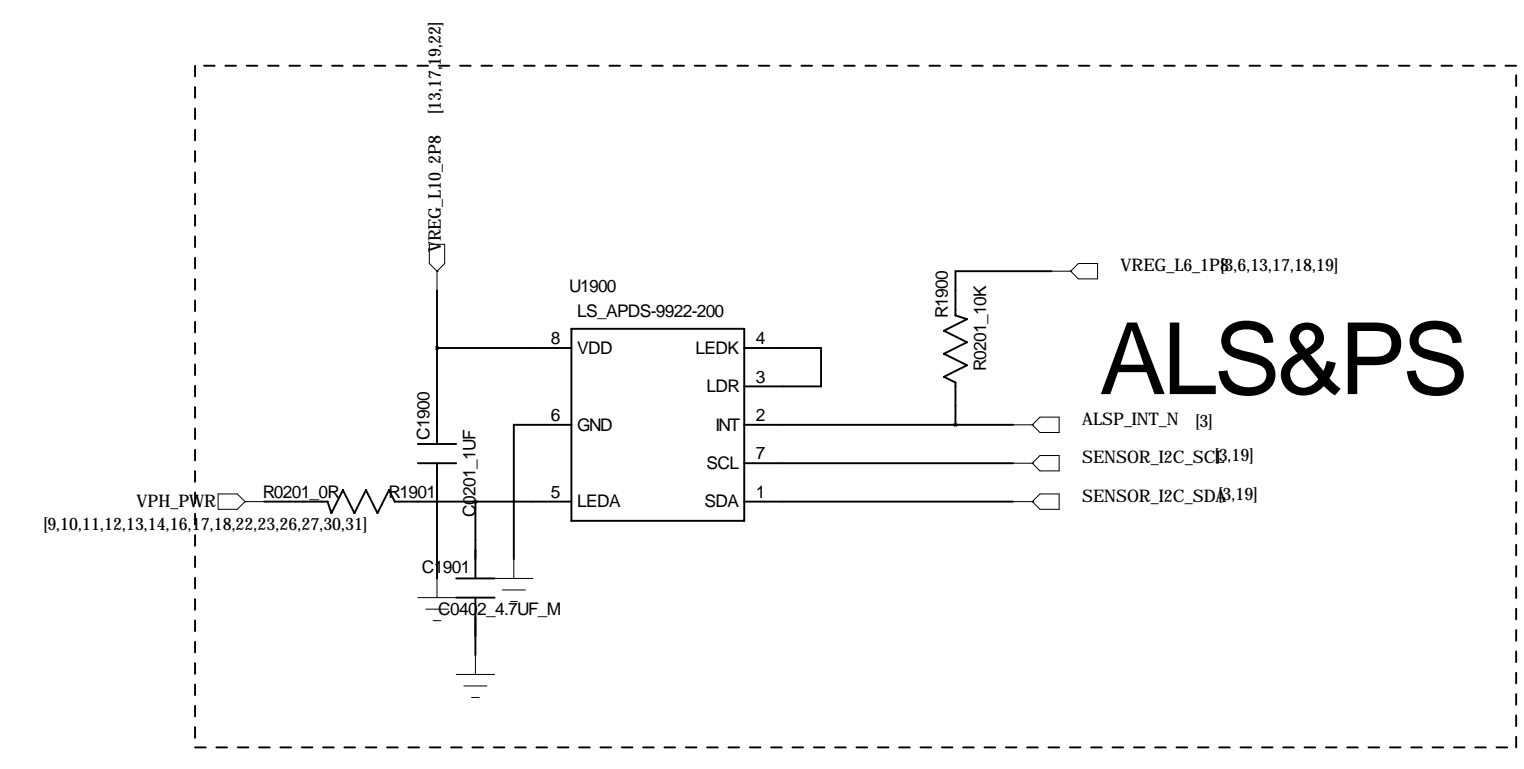 [13,17,19,22]
VREG_L10_2P8
U1900
LS_APDS-9922-200
8 VDD
LEDK 4
LDR 3
6 GND
INT 2
SCL 7
5 LEDA
SDA 1
C1900
C0201_1UF
R1900
R0201_10K
VREG_L6_1P8 [3,6,13,17,18,19]
ALS&PS
ALSP_INT_N [3]
SENSOR_I2C_SCL [3,19]
SENSOR_I2C_SDA [3,19]
VPH_PWR
R0201_0R
R1901
[9,10,11,12,13,14,16,17,18,22,23,26,27,30,31]
C1901
C0402_4.7UF_M